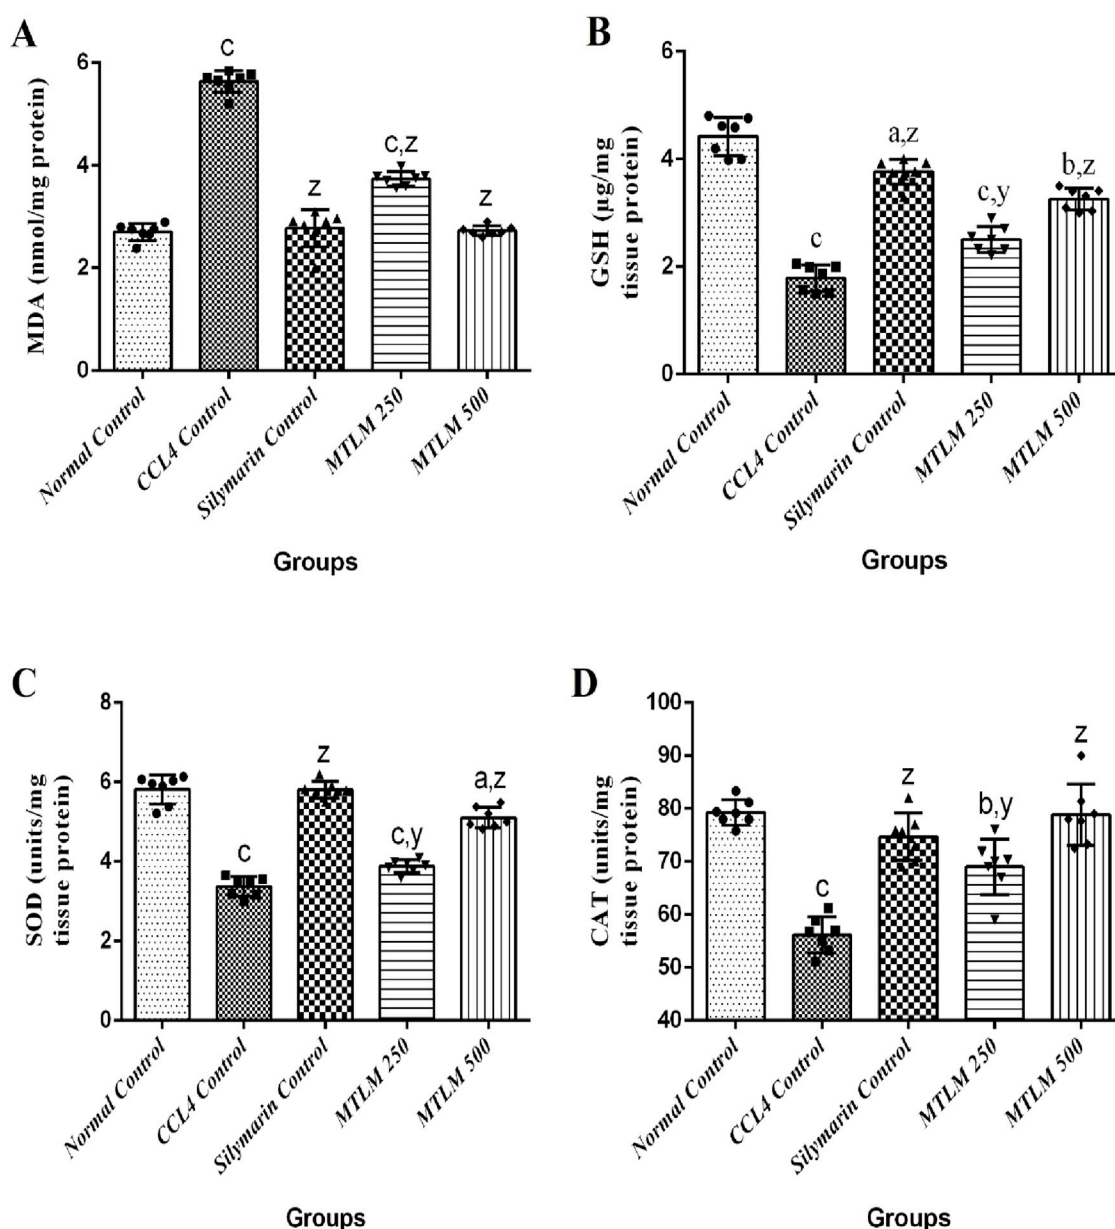 A
MDA (nmol/mg protein)
6
4
2
0
c
z
c,z
z
Normal Control
CCL4 Control
Silymarin Control
MTLM 250
MTLM 500
Groups
B
GSH (µg/mg
tissue protein)
6
4
2
0
c
a,z
c,y
b,z
Normal Control
CCL4 Control
Silymarin Control
MTLM 250
MTLM 500
Groups
C
SOD (units/mg
tissue protein)
8
6
4
2
0
c
z
c,y
a,z
Normal Control
CCL4 Control
Silymarin Control
MTLM 250
MTLM 500
Groups
D
CAT (units/mg
tissue protein)
100
90
80
70
60
50
40
c
z
b,y
z
Normal Control
CCL4 Control
Silymarin Control
MTLM 250
MTLM 500
Groups